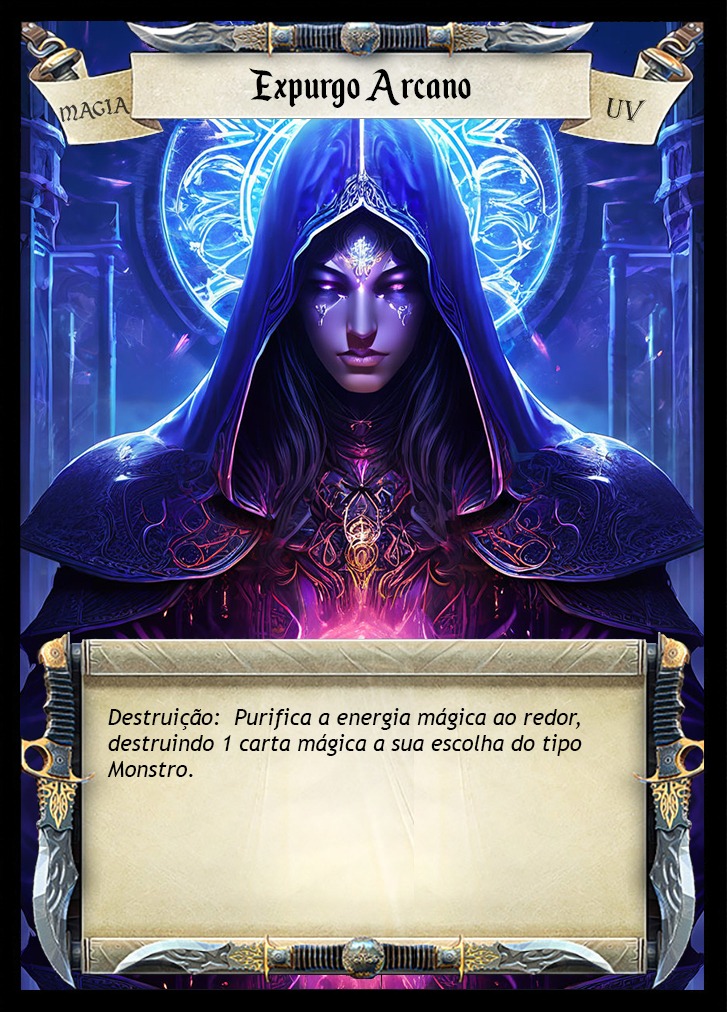 Expurgo Arcano
MAGIA
UV
Destruição: Purifica a energia mágica ao redor,
destruindo 1 carta mágica a sua escolha do tipo
Monstro.